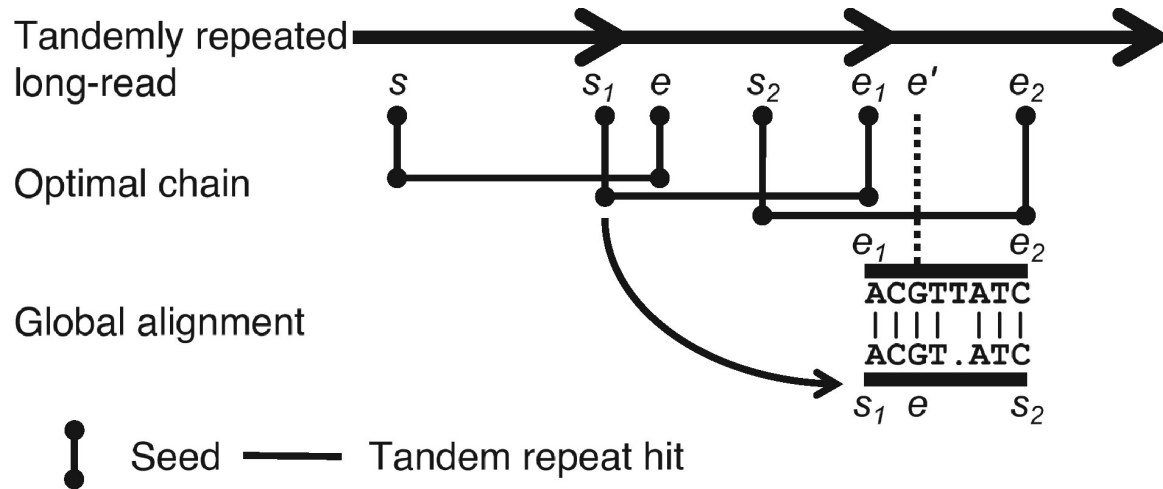 Tandemly repeated
long-read
s s1 e s2 e1 e′ e2
Optimal chain
e1 e2
ACGTTATC
Global alignment
ACGT.ATC
s1 e s2
Seed Tandem repeat hit